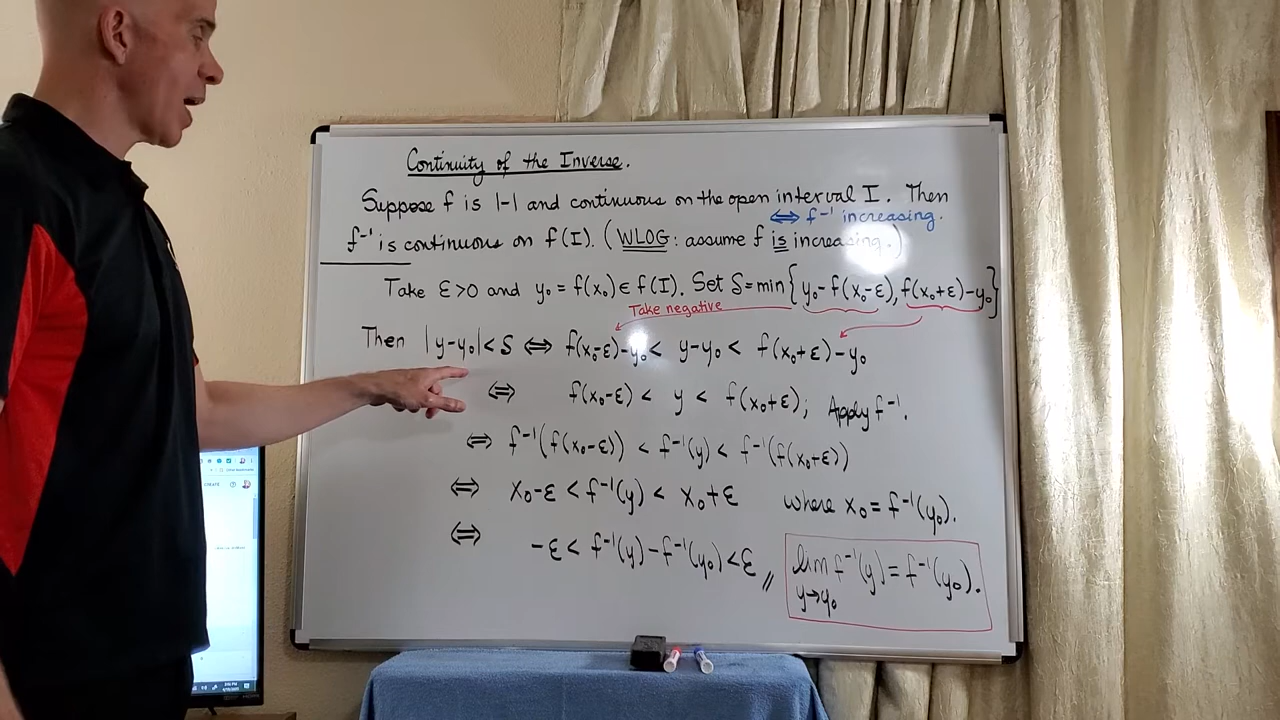 Continuity of the Inverse.
Suppose f is 1-1 and continuous on the open interval I. Then
⟺ f⁻¹ increasing.
f⁻¹ is continuous on f(I). (WLOG: assume f is increasing.)
Take ε>0 and y₀ = f(x₀) ∈ f(I). Set δ=min{y₀-f(x₀-ε), f(x₀+ε)-y₀}
Take negative
Then |y-y₀|<δ ⟺ f(x₀-ε)-y₀ < y-y₀ < f(x₀+ε)-y₀
⟺ f(x₀-ε) < y < f(x₀+ε); Apply f⁻¹.
⟺ f⁻¹(f(x₀-ε)) < f⁻¹(y) < f⁻¹(f(x₀+ε))
⟺ x₀-ε < f⁻¹(y) < x₀+ε where x₀ = f⁻¹(y₀).
⟺ -ε < f⁻¹(y)-f⁻¹(y₀) < ε //
lim f⁻¹(y) = f⁻¹(y₀).
y→y₀